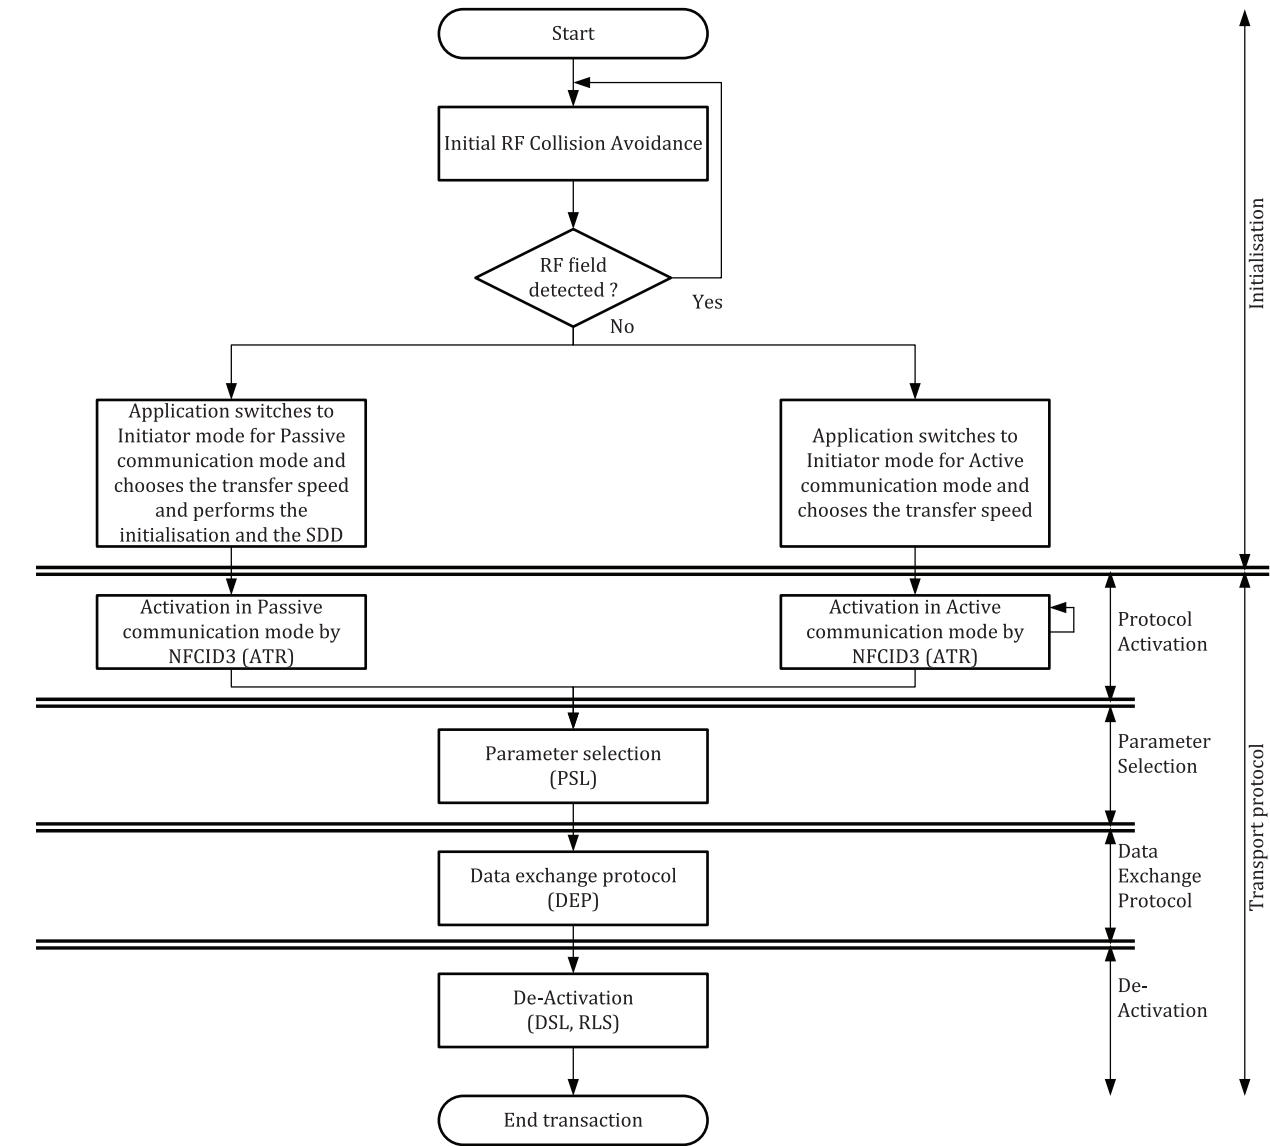 Start
Initial RF Collision Avoidance
RF field
detected ?
Yes
No
Initialisation
Application switches to
Initiator mode for Passive
communication mode and
chooses the transfer speed
and performs the
initialisation and the SDD
Application switches to
Initiator mode for Active
communication mode and
chooses the transfer speed
Activation in Passive
communication mode by
NFCID3 (ATR)
Activation in Active
communication mode by
NFCID3 (ATR)
Protocol
Activation
Parameter selection
(PSL)
Parameter
Selection
Transport protocol
Data exchange protocol
(DEP)
Data
Exchange
Protocol
De-Activation
(DSL, RLS)
De-
Activation
End transaction